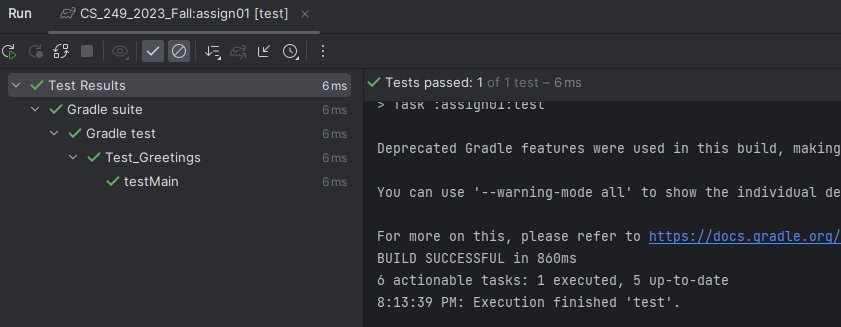 Run CS_249_2023_Fall:assign01 [test]
Test Results 6 ms
Gradle suite 6 ms
Gradle test 6 ms
Test_Greetings 6 ms
testMain 6 ms
Tests passed: 1 of 1 test – 6 ms
> Task :assign01:test
Deprecated Gradle features were used in this build, making
You can use '--warning-mode all' to show the individual de
For more on this, please refer to https://docs.gradle.org/
BUILD SUCCESSFUL in 860ms
6 actionable tasks: 1 executed, 5 up-to-date
8:13:39 PM: Execution finished 'test'.